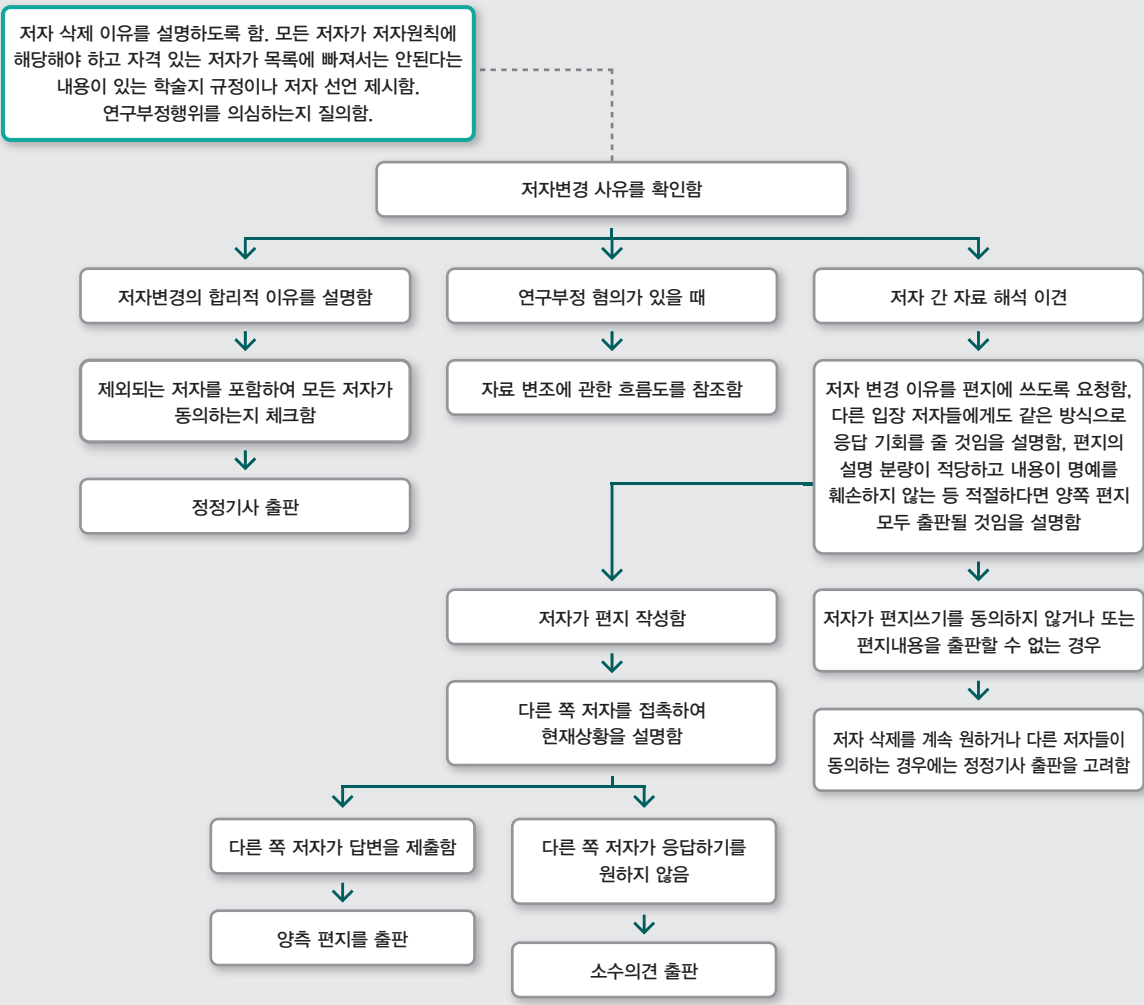 저자 삭제 이유를 설명하도록 함. 모든 저자가 저자원칙에
해당해야 하고 자격 있는 저자가 목록에 빠져서는 안된다는
내용이 있는 학술지 규정이나 저자 선언 제시함.
연구부정행위를 의심하는지 질의함.
저자변경 사유를 확인함
저자변경의 합리적 이유를 설명함
연구부정 혐의가 있을 때
저자 간 자료 해석 이견
제외되는 저자를 포함하여 모든 저자가
동의하는지 체크함
자료 변조에 관한 흐름도를 참조함
저자 변경 이유를 편지에 쓰도록 요청함,
다른 입장 저자들에게도 같은 방식으로
응답 기회를 줄 것임을 설명함, 편지의
설명 분량이 적당하고 내용이 명예를
훼손하지 않는 등 적절하다면 양쪽 편지
모두 출판될 것임을 설명함
정정기사 출판
저자가 편지 작성함
저자가 편지쓰기를 동의하지 않거나 또는
편지내용을 출판할 수 없는 경우
다른 쪽 저자를 접촉하여
현재상황을 설명함
저자 삭제를 계속 원하거나 다른 저자들이
동의하는 경우에는 정정기사 출판을 고려함
다른 쪽 저자가 답변을 제출함
다른 쪽 저자가 응답하기를
원하지 않음
양측 편지를 출판
소수의견 출판